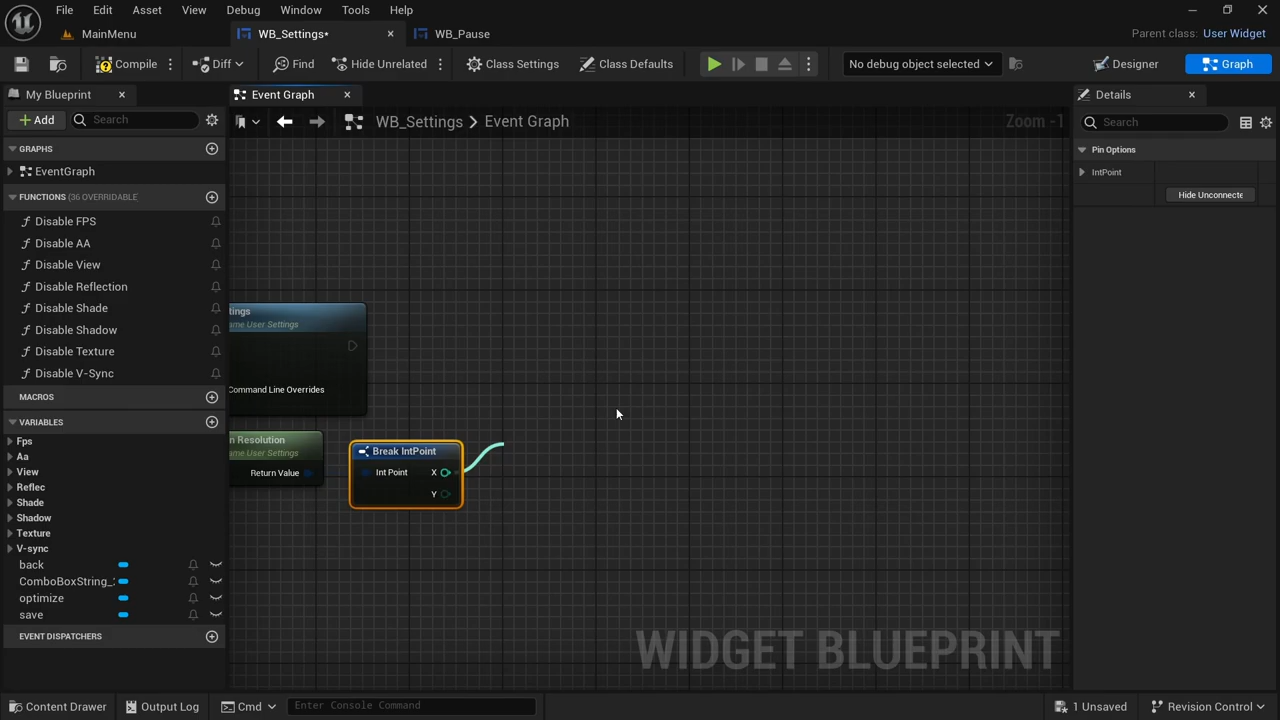 File Edit Asset View Debug Window Tools Help
MainMenu WB_Settings* WB_Pause Parent class: User Widget
Compile Diff Find Hide Unrelated Class Settings Class Defaults No debug object selected Designer Graph
My Blueprint Event Graph Details
Add Search WB_Settings > Event Graph Zoom -1 Search
GRAPHS
Pin Options
EventGraph
IntPoint
FUNCTIONS (36 OVERRIDABLE
Hide Unconnecte
Disable FPS
Disable AA
Disable View
Disable Reflection
Disable Shade
Disable Shadow
Disable Texture
Disable V-Sync
tings
ame User Settings
Command Line Overrides
n Resolution
ame User Settings
Return Value
Break IntPoint
Int Point X
Y
MACROS
VARIABLES
Fps
Aa
View
Reflec
Shade
Shadow
Texture
V-sync
back
ComboBoxString_
optimize
save
EVENT DISPATCHERS
WIDGET BLUEPRINT
Content Drawer Output Log Cmd Enter Console Command 1 Unsaved Revision Control